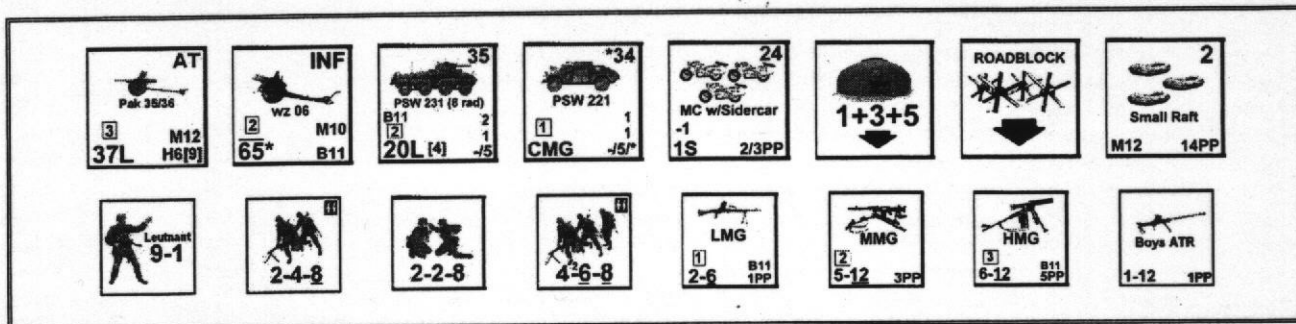 AT
Pak 35/36
3
M12
37L
H6[9]
INF
WZ 06
2
M10
65*
B11
35
PSW 231 (8 rad)
B11
2
2
1
20L [4]
-/5
*34
PSW 221
1
1
1
CMG
-/5/*
24
MC w/Sidercar
-1
1S
2/3PP
1+3+5
ROADBLOCK
2
Small Raft
M12
14PP
Leutnant
9-1
2-4-8
2-2-8
4-6-8
LMG
1
B11
2-6
1PP
MMG
2
5-12
3PP
HMG
3
B11
6-12
5PP
Boys ATR
1-12
1PP